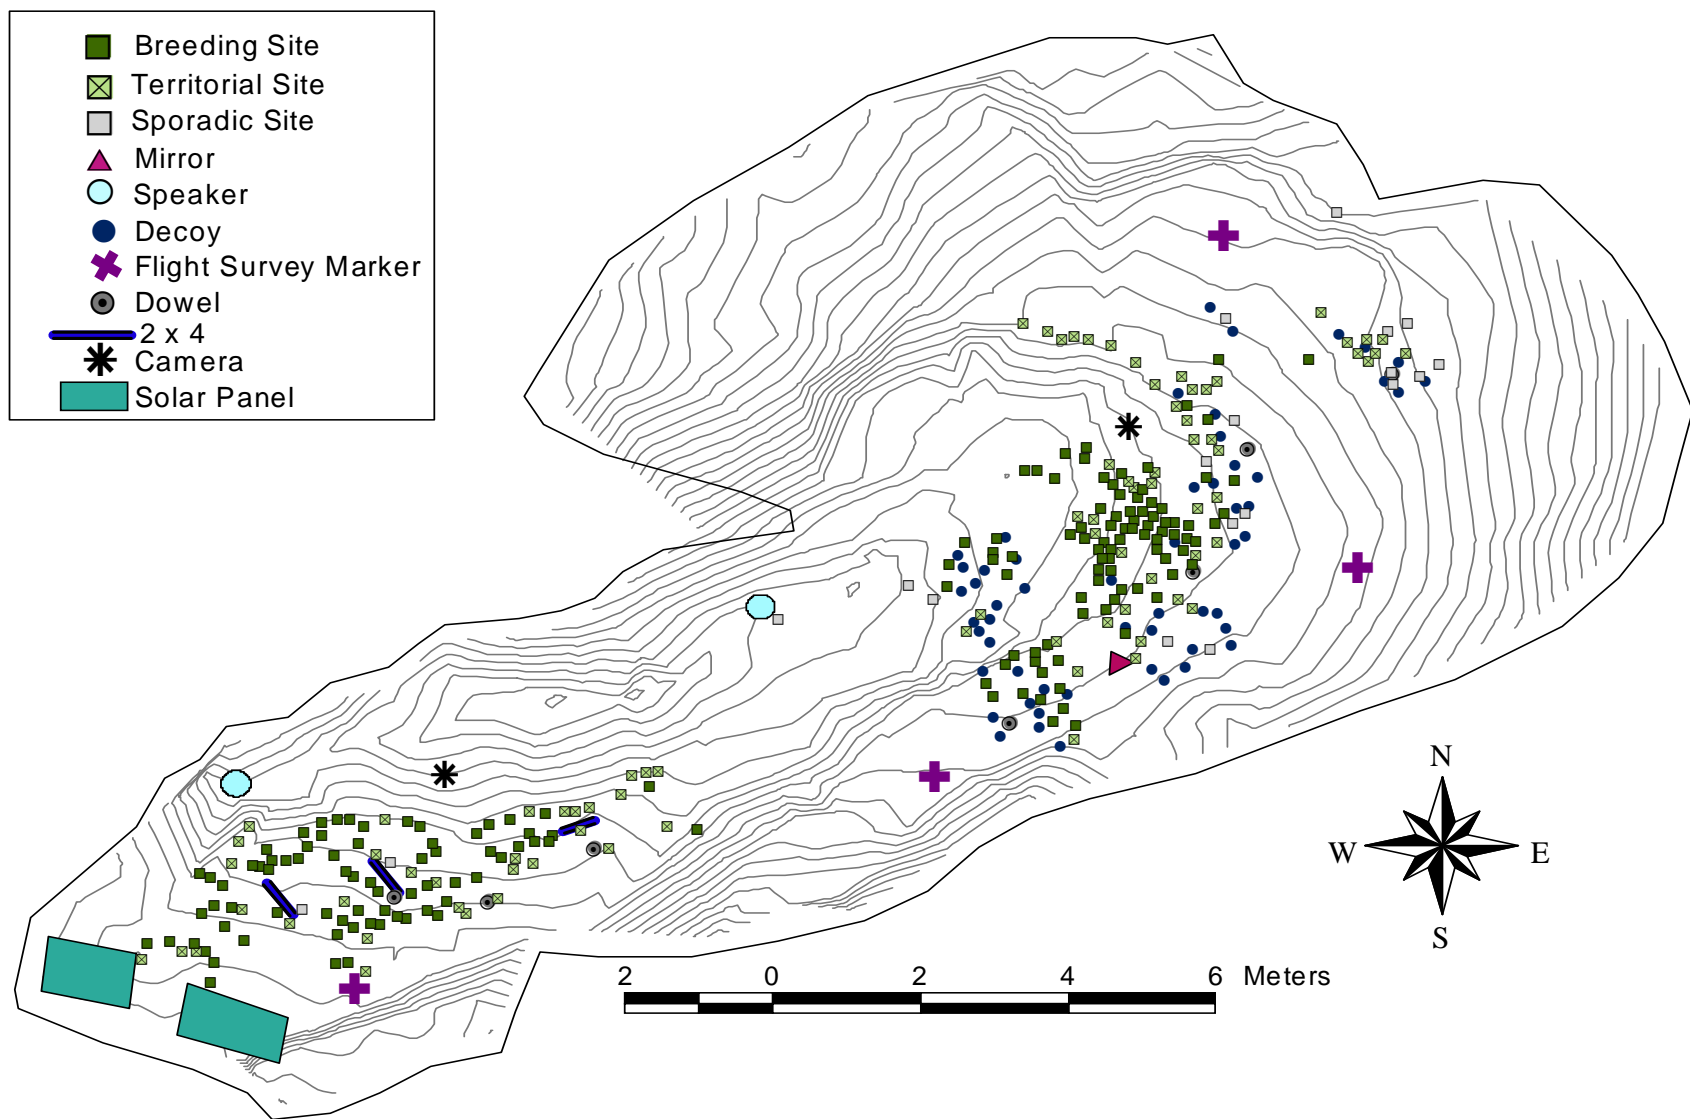 Breeding Site
Territorial Site
Sporadic Site
Mirror
Speaker
Decoy
Flight Survey Marker
Dowel
2 x 4
Camera
Solar Panel
N
W E
S
2 0 2 4 6 Meters